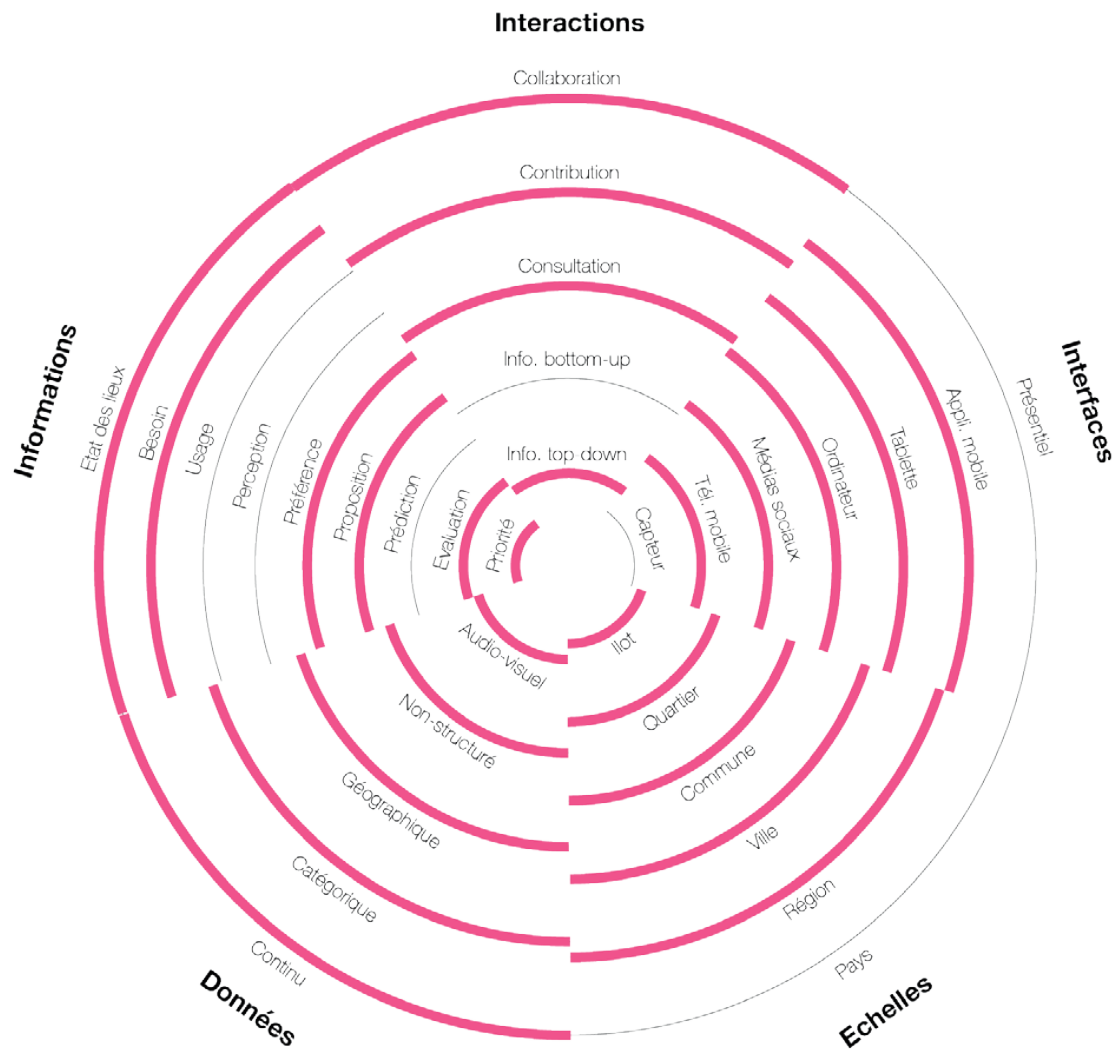 Interactions
Collaboration
Contribution
Consultation
Info. bottom-up
Info. top down
Informations
Etat des lieux
Besoin
Usage
Perception
Préférence
Proposition
Prédiction
Evaluation
Priorité
Interfaces
Capteur
Tél. mobile
Médias sociaux
Ordinateur
Tablette
Appli. mobile
Présentiel
Audio-visuel
Non-structuré
Géographique
Catégorique
Continu
Données
Ilot
Quartier
Commune
Ville
Région
Pays
Echelles